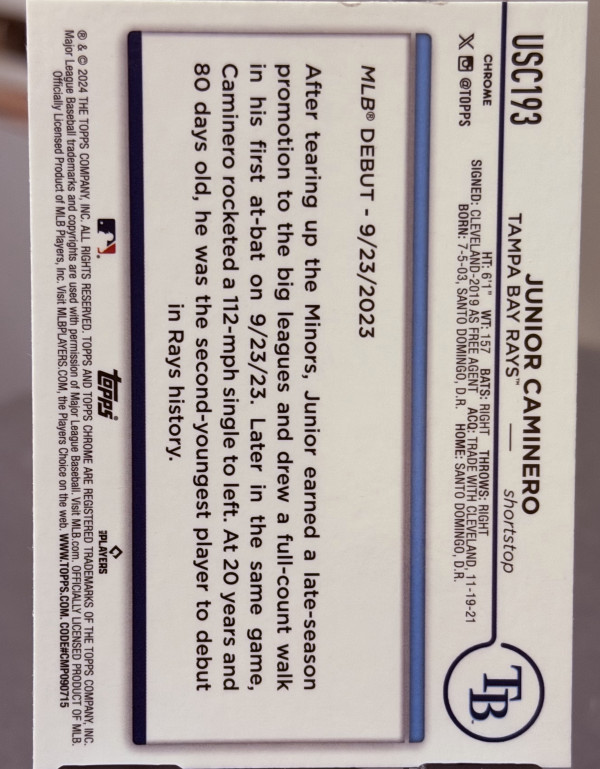 USC193
JUNIOR CAMINERO
TAMPA BAY RAYS™ — shortstop
TB
CHROME
@TOPPS
HT: 6'1" WT: 157 BATS: RIGHT THROWS: RIGHT
SIGNED: CLEVELAND-2019 AS FREE AGENT ACQ: TRADE WITH CLEVELAND, 11-19-21
BORN: 7-5-03, SANTO DOMINGO, D.R. HOME: SANTO DOMINGO, D.R.
MLB® DEBUT - 9/23/2023
After tearing up the Minors, Junior earned a late-season
promotion to the big leagues and drew a full-count walk
in his first at-bat on 9/23/23. Later in the same game,
Caminero rocketed a 112-mph single to left. At 20 years and
80 days old, he was the second-youngest player to debut
in Rays history.
topps®
PLAYERS
® & © 2024 THE TOPPS COMPANY, INC. ALL RIGHTS RESERVED. TOPPS AND TOPPS CHROME ARE REGISTERED TRADEMARKS OF THE TOPPS COMPANY, INC.
Major League Baseball trademarks and copyrights are used with permission of Major League Baseball. Visit MLB.com. OFFICIALLY LICENSED PRODUCT OF MLB.
Officially Licensed Product of MLB Players, Inc. Visit MLBPLAYERS.COM, the Players Choice on the web. WWW.TOPPS.COM. CODE#CMP090715